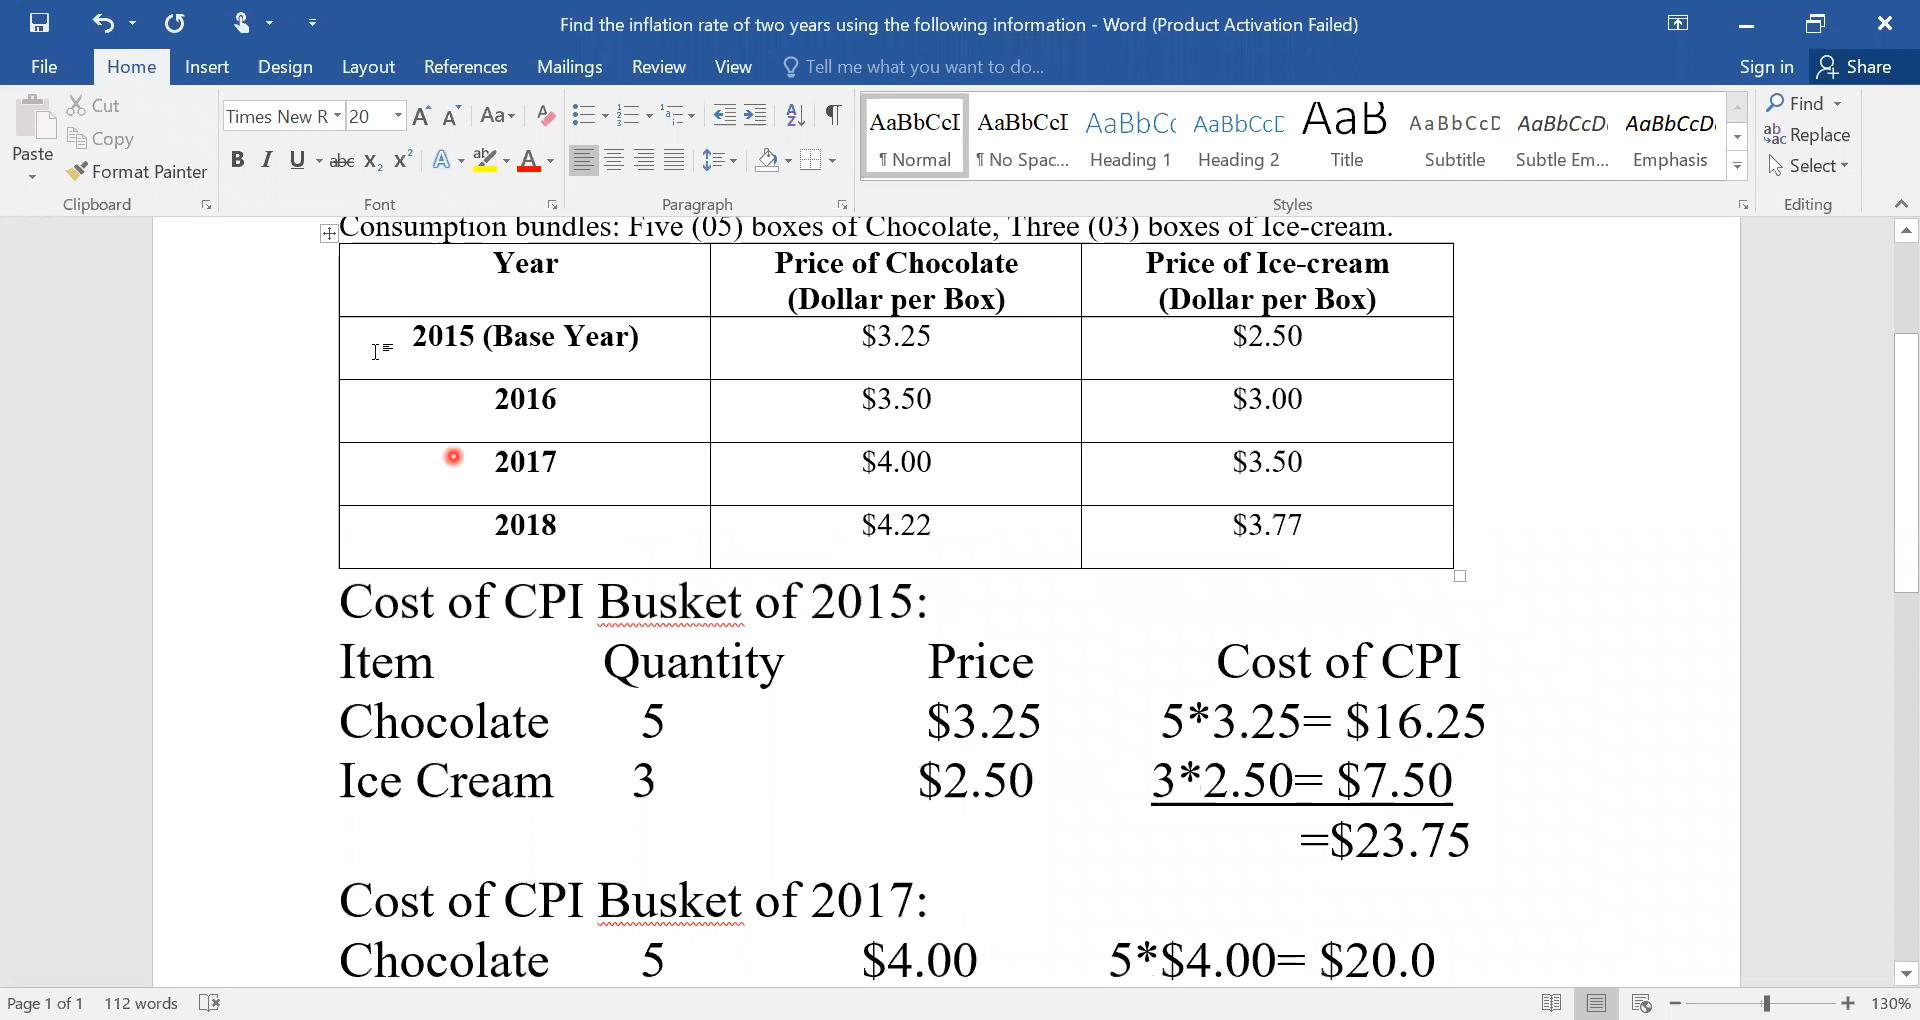 Find the inflation rate of two years using the following information - Word (Product Activation Failed)
File Home Insert Design Layout References Mailings Review View Tell me what you want to do... Sign in Share
Cut
Copy
Format Painter
Paste
Clipboard
Times New R 20
Font
Paragraph
AaBbCcI AaBbCcI AaBbCc AaBbCcD AaB AaBbCcD AaBbCcD AaBbCcD
¶ Normal ¶ No Spac... Heading 1 Heading 2 Title Subtitle Subtle Em... Emphasis
Styles
Find
Replace
Select
Editing
Consumption bundles: Five (05) boxes of Chocolate, Three (03) boxes of Ice-cream.
Year Price of Chocolate Price of Ice-cream
(Dollar per Box) (Dollar per Box)
2015 (Base Year) $3.25 $2.50
2016 $3.50 $3.00
2017 $4.00 $3.50
2018 $4.22 $3.77
Cost of CPI Busket of 2015:
Item Quantity Price Cost of CPI
Chocolate 5 $3.25 5*3.25= $16.25
Ice Cream 3 $2.50 3*2.50= $7.50
=$23.75
Cost of CPI Busket of 2017:
Chocolate 5 $4.00 5*$4.00= $20.0
Page 1 of 1 112 words 130%